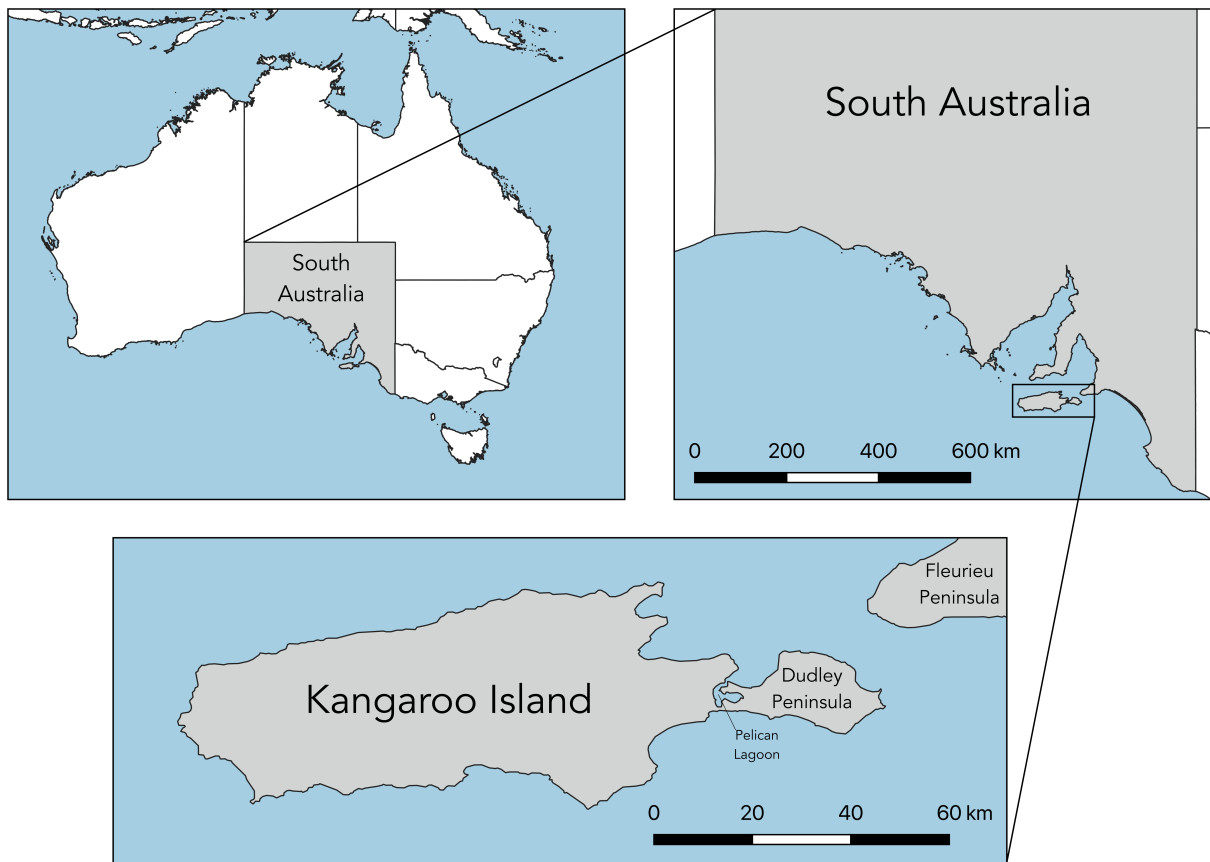 South
Australia
South Australia
0 200 400 600 km
Fleurieu
Peninsula
Kangaroo Island
Dudley
Peninsula
Pelican
Lagoon
0 20 40 60 km